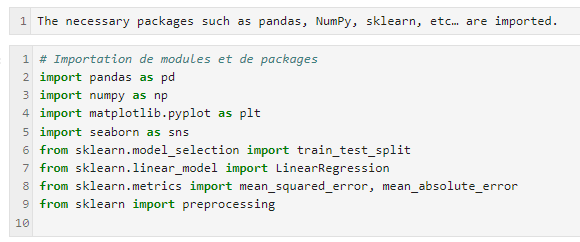 1 The necessary packages such as pandas, NumPy, sklearn, etc… are imported.
1 # Importation de modules et de packages
2 import pandas as pd
3 import numpy as np
4 import matplotlib.pyplot as plt
5 import seaborn as sns
6 from sklearn.model_selection import train_test_split
7 from sklearn.linear_model import LinearRegression
8 from sklearn.metrics import mean_squared_error, mean_absolute_error
9 from sklearn import preprocessing
10